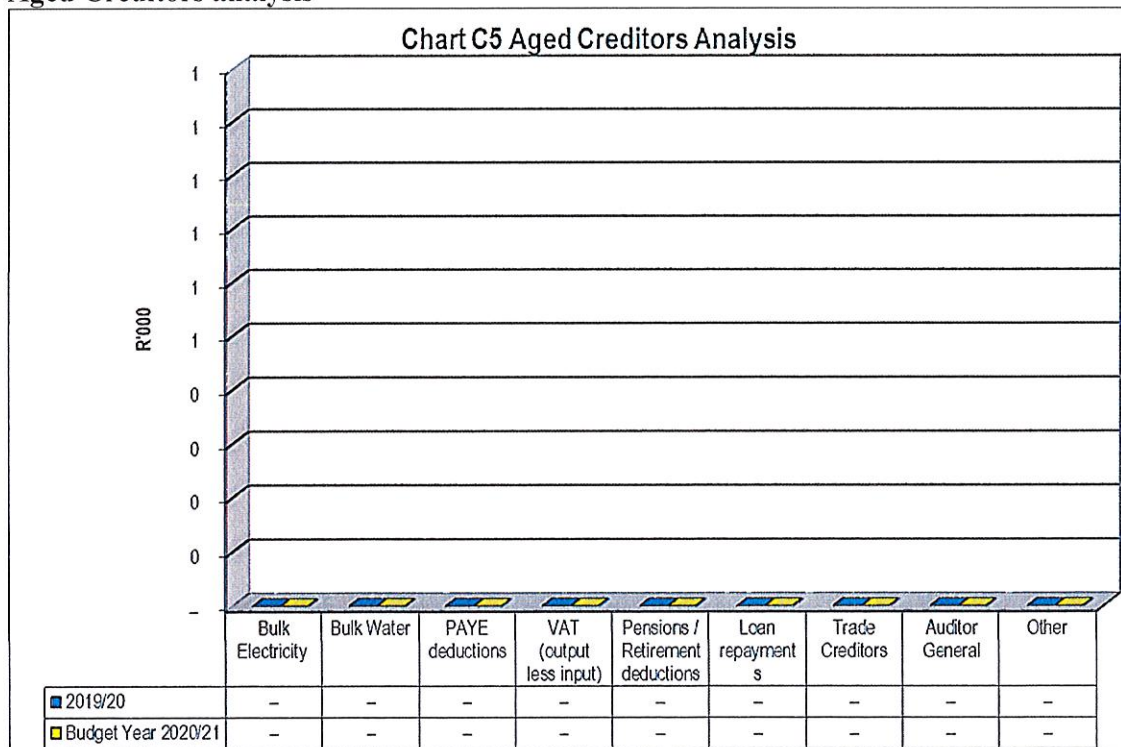 Aged Creditors analysis
Chart C5 Aged Creditors Analysis
1
1
1
1
1
1
0
0
0
0
–
R'000
Bulk Electricity Bulk Water PAYE deductions VAT (output less input) Pensions / Retirement deductions Loan repayment s Trade Creditors Auditor General Other
2019/20 – – – – – – – – –
Budget Year 2020/21 – – – – – – – – –